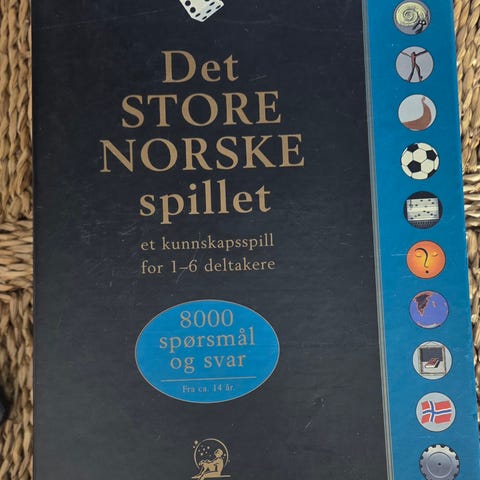 Det
STORE
NORSKE
spillet
et kunnskapsspill
for 1–6 deltakere
8000
spørsmål
og svar
Fra ca. 14 år.